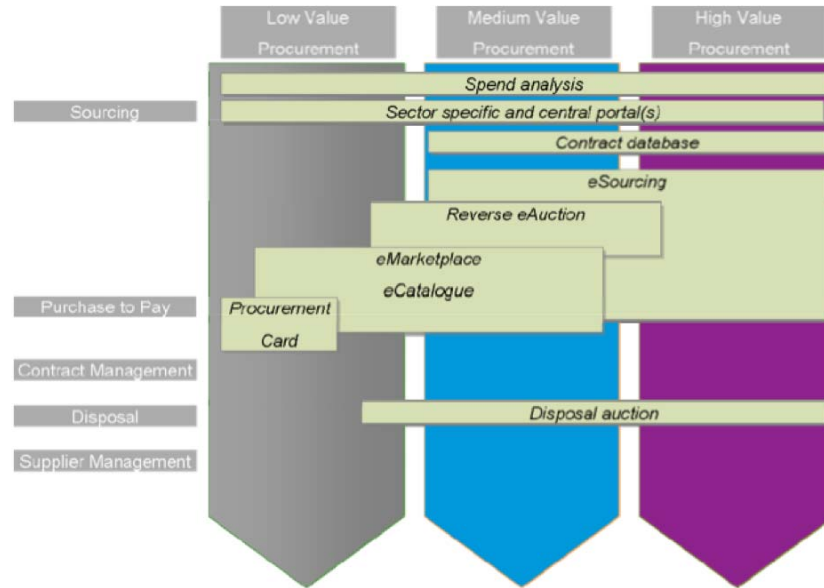 Low Value
Procurement
Medium Value
Procurement
High Value
Procurement
Spend analysis
Sourcing
Sector specific and central portal(s)
Contract database
eSourcing
Reverse eAuction
eMarketplace
eCatalogue
Purchase to Pay
Procurement
Card
Contract Management
Disposal
Disposal auction
Supplier Management